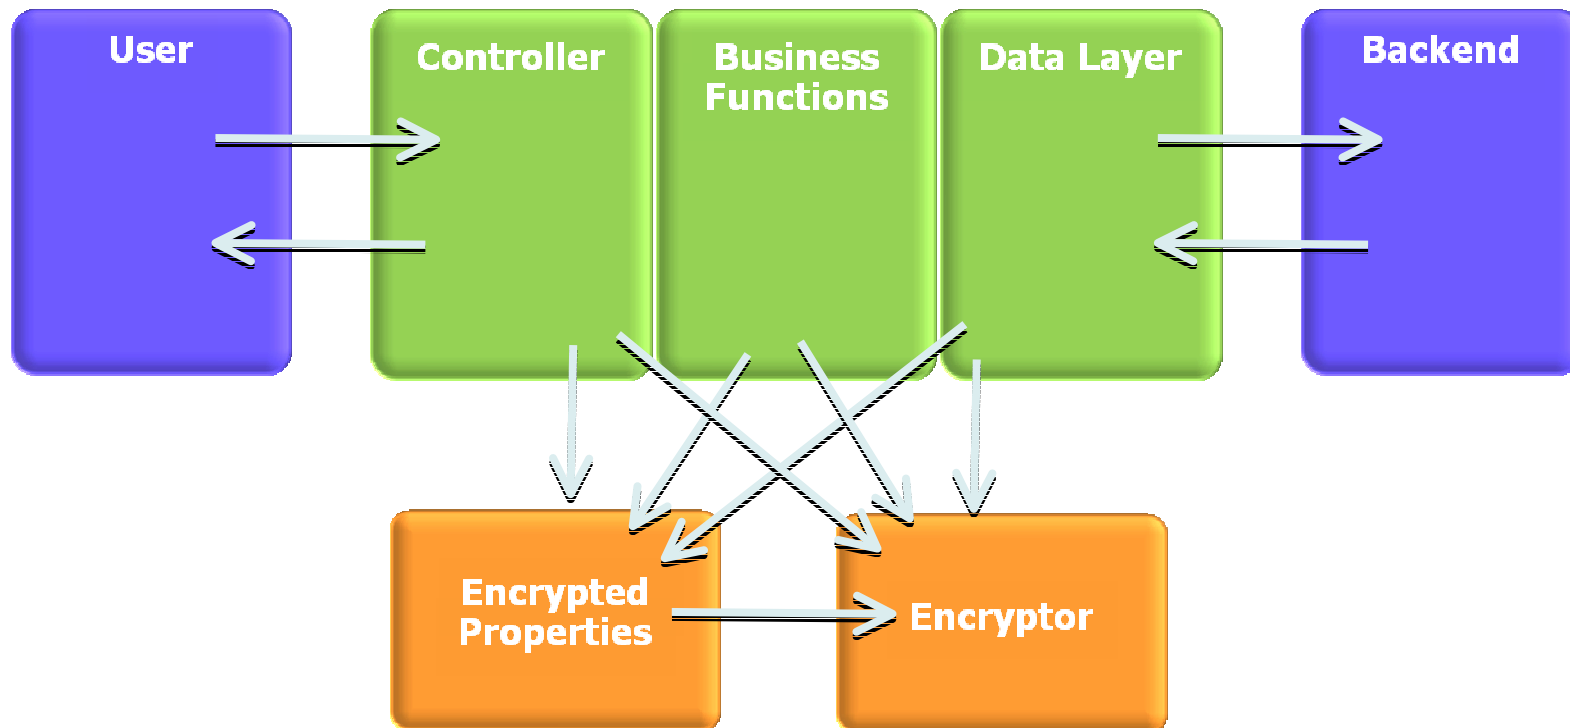 User
Controller
Business
Functions
Data Layer
Backend
Encrypted
Properties
Encryptor